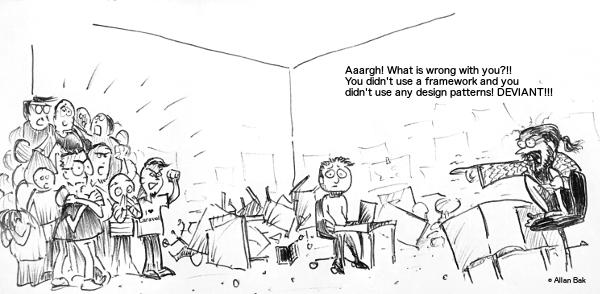 Aaargh! What is wrong with you?!!
You didn't use a framework and you
didn't use any design patterns! DEVIANT!!!
I ♥
Laravel
© Allan Bak